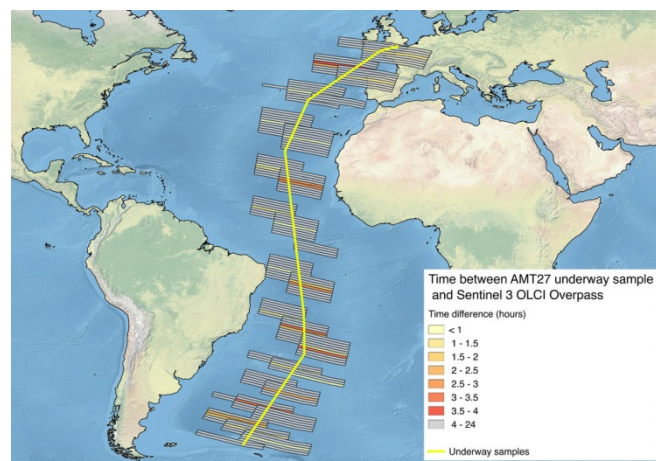 Time between AMT27 underway sample
and Sentinel 3 OLCI Overpass
Time difference (hours)
< 1
1 - 1.5
1.5 - 2
2 - 2.5
2.5 - 3
3 - 3.5
3.5 - 4
4 - 24
Underway samples